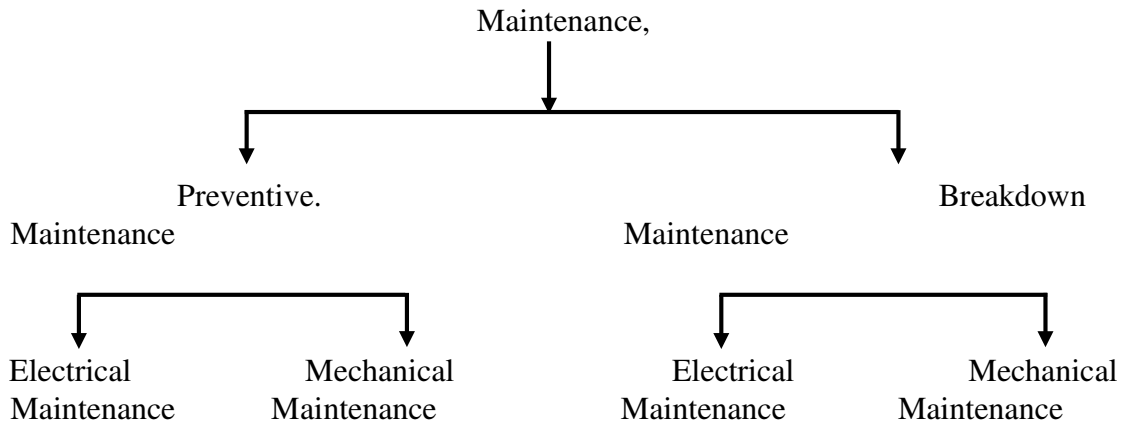 Maintenance,
Preventive. Breakdown
Maintenance Maintenance
Electrical Mechanical Electrical Mechanical
Maintenance Maintenance Maintenance Maintenance